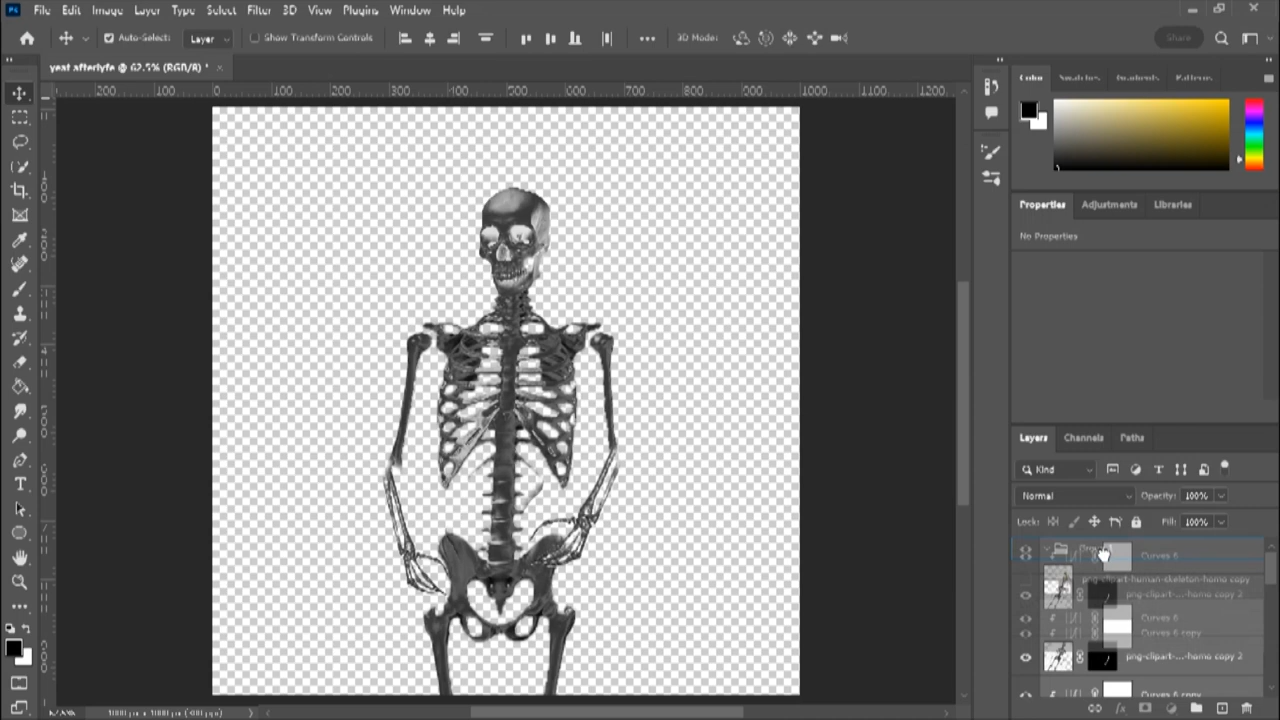 Ps File Edit Image Layer Type Select Filter 3D View Plugins Window Help
Auto-Select: Layer Show Transform Controls 3D Mode: Share
yeat afterlyfe @ 62.5% (RGB/8) *
200 100 0 100 200 300 400 500 600 700 800 900 1000 1100 1200
Color Swatches Gradients Patterns
Properties Adjustments Libraries
No Properties
Layers Channels Paths
Kind
Normal Opacity: 100%
Lock: Fill: 100%
Curves 6
png-clipart-human-skeleton-homo copy
png-clipart-...-homo copy 2
Curves 6
Curves 6 copy
png-clipart-...-homo copy 2
Curves 6 copy
1000 px x 1000 px (300 ppi)